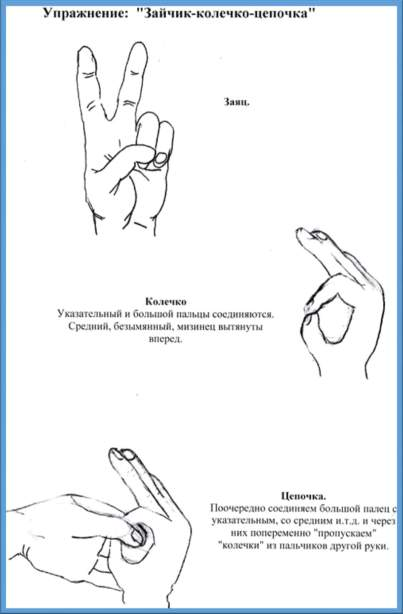 Упражнение: "Зайчик-колечко-цепочка"
Заяц.
Колечко
Указательный и большой пальцы соединяются.
Средний, безымянный, мизинец вытянуты
вперед.
Цепочка.
Поочередно соединяем большой палец с
указательным, со средним и.т.д. и через
них попеременно "пропускаем"
"колечки" из пальчиков другой руки.